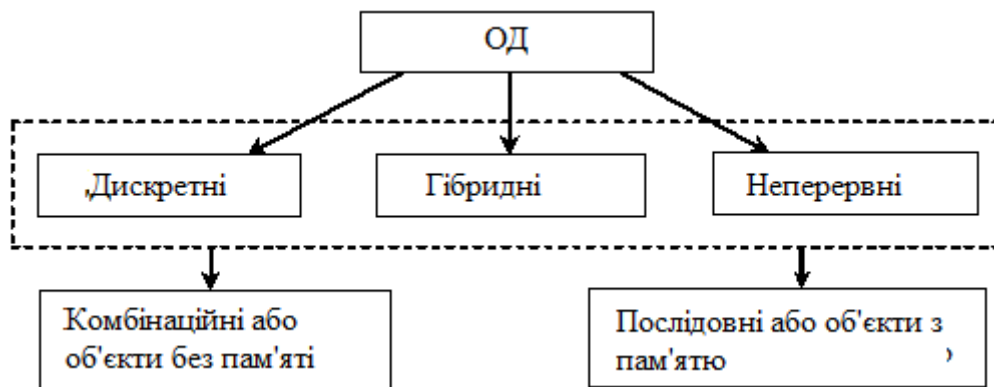 ОД
,Дискретні
Гібридні
Неперервні
Комбінаційні або
об'єкти без пам'яті
Послідовні або об'єкти з
пам'ятю